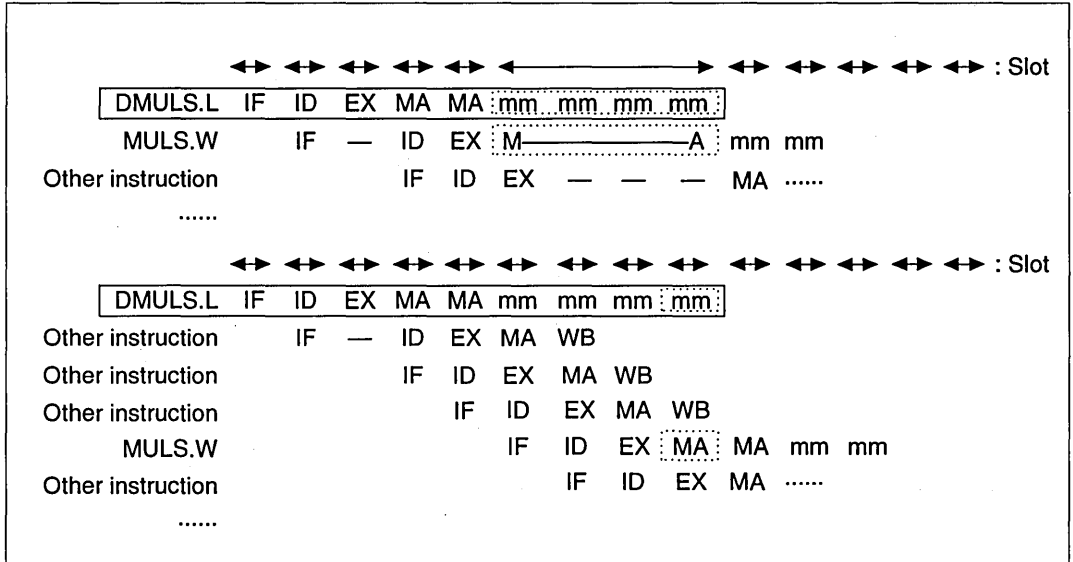 : Slot
DMULS.L IF ID EX MA MA mm mm mm mm
MULS.W IF — ID EX M———A mm mm
Other instruction IF ID EX — — — MA ......
......
: Slot
DMULS.L IF ID EX MA MA mm mm mm mm
Other instruction IF — ID EX MA WB
Other instruction IF ID EX MA WB
Other instruction IF ID EX MA WB
MULS.W IF ID EX MA MA mm mm
Other instruction IF ID EX MA ......
......